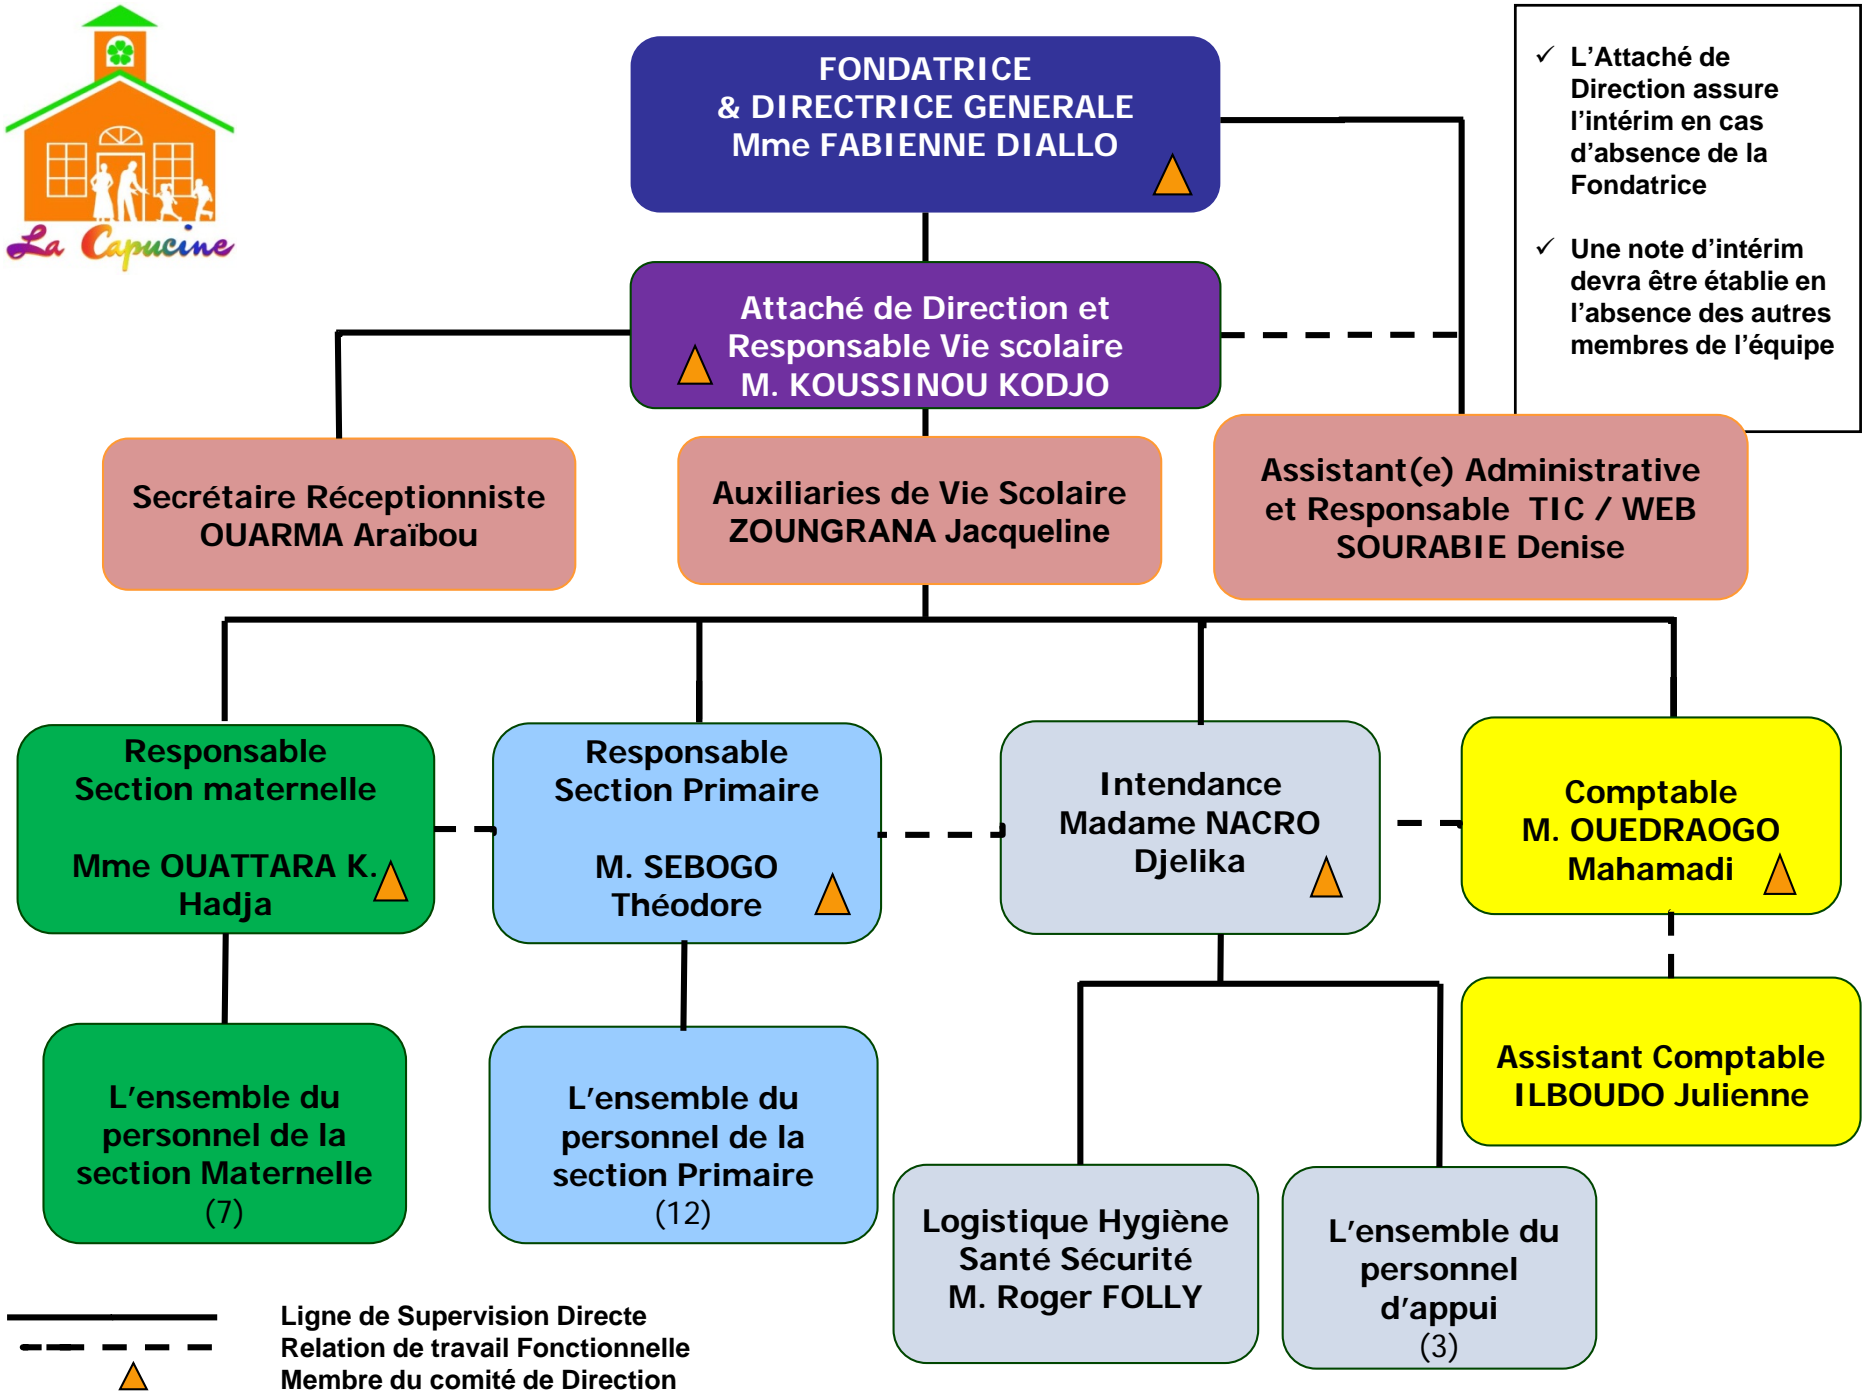 La Capucine
FONDATRICE
& DIRECTRICE GENERALE
Mme FABIENNE DIALLO
✓ L’Attaché de
Direction assure
l’intérim en cas
d’absence de la
Fondatrice
✓ Une note d’intérim
devra être établie en
l’absence des autres
membres de l’équipe
Attaché de Direction et
Responsable Vie scolaire
M. KOUSSINOU KODJO
Secrétaire Réceptionniste
OUARMA Araïbou
Auxiliaries de Vie Scolaire
ZOUNGRANA Jacqueline
Assistant(e) Administrative
et Responsable TIC / WEB
SOURABIE Denise
Responsable
Section maternelle
Mme OUATTARA K.
Hadja
Responsable
Section Primaire
M. SEBOGO
Théodore
Intendance
Madame NACRO
Djelika
Comptable
M. OUEDRAOGO
Mahamadi
L’ensemble du
personnel de la
section Maternelle
(7)
L’ensemble du
personnel de la
section Primaire
(12)
Assistant Comptable
ILBOUDO Julienne
Logistique Hygiène
Santé Sécurité
M. Roger FOLLY
L’ensemble du
personnel
d’appui
(3)
Ligne de Supervision Directe
Relation de travail Fonctionnelle
Membre du comité de Direction